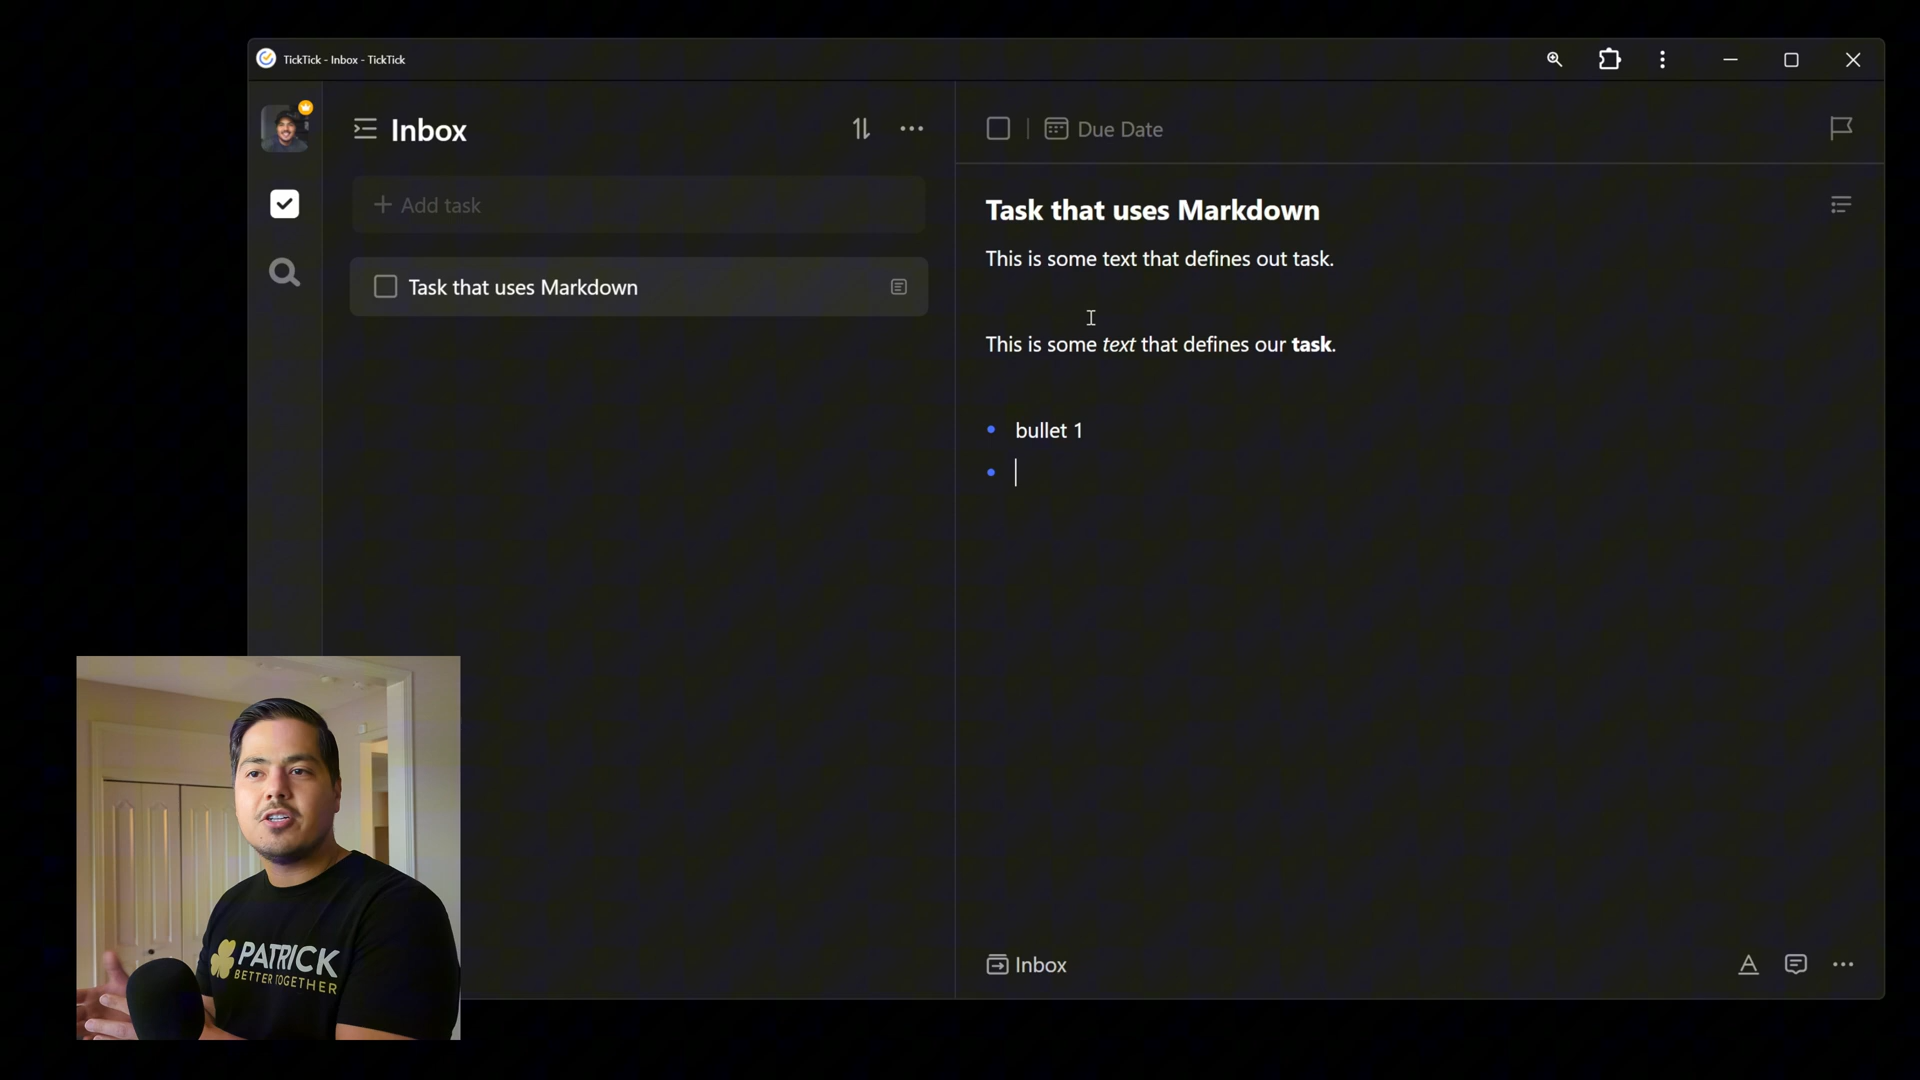 TickTick - Inbox - TickTick
Inbox
Due Date
Add task
Task that uses Markdown
Task that uses Markdown
This is some text that defines out task.
This is some text that defines our task.
bullet 1
Inbox
PATRICK
BETTER TOGETHER